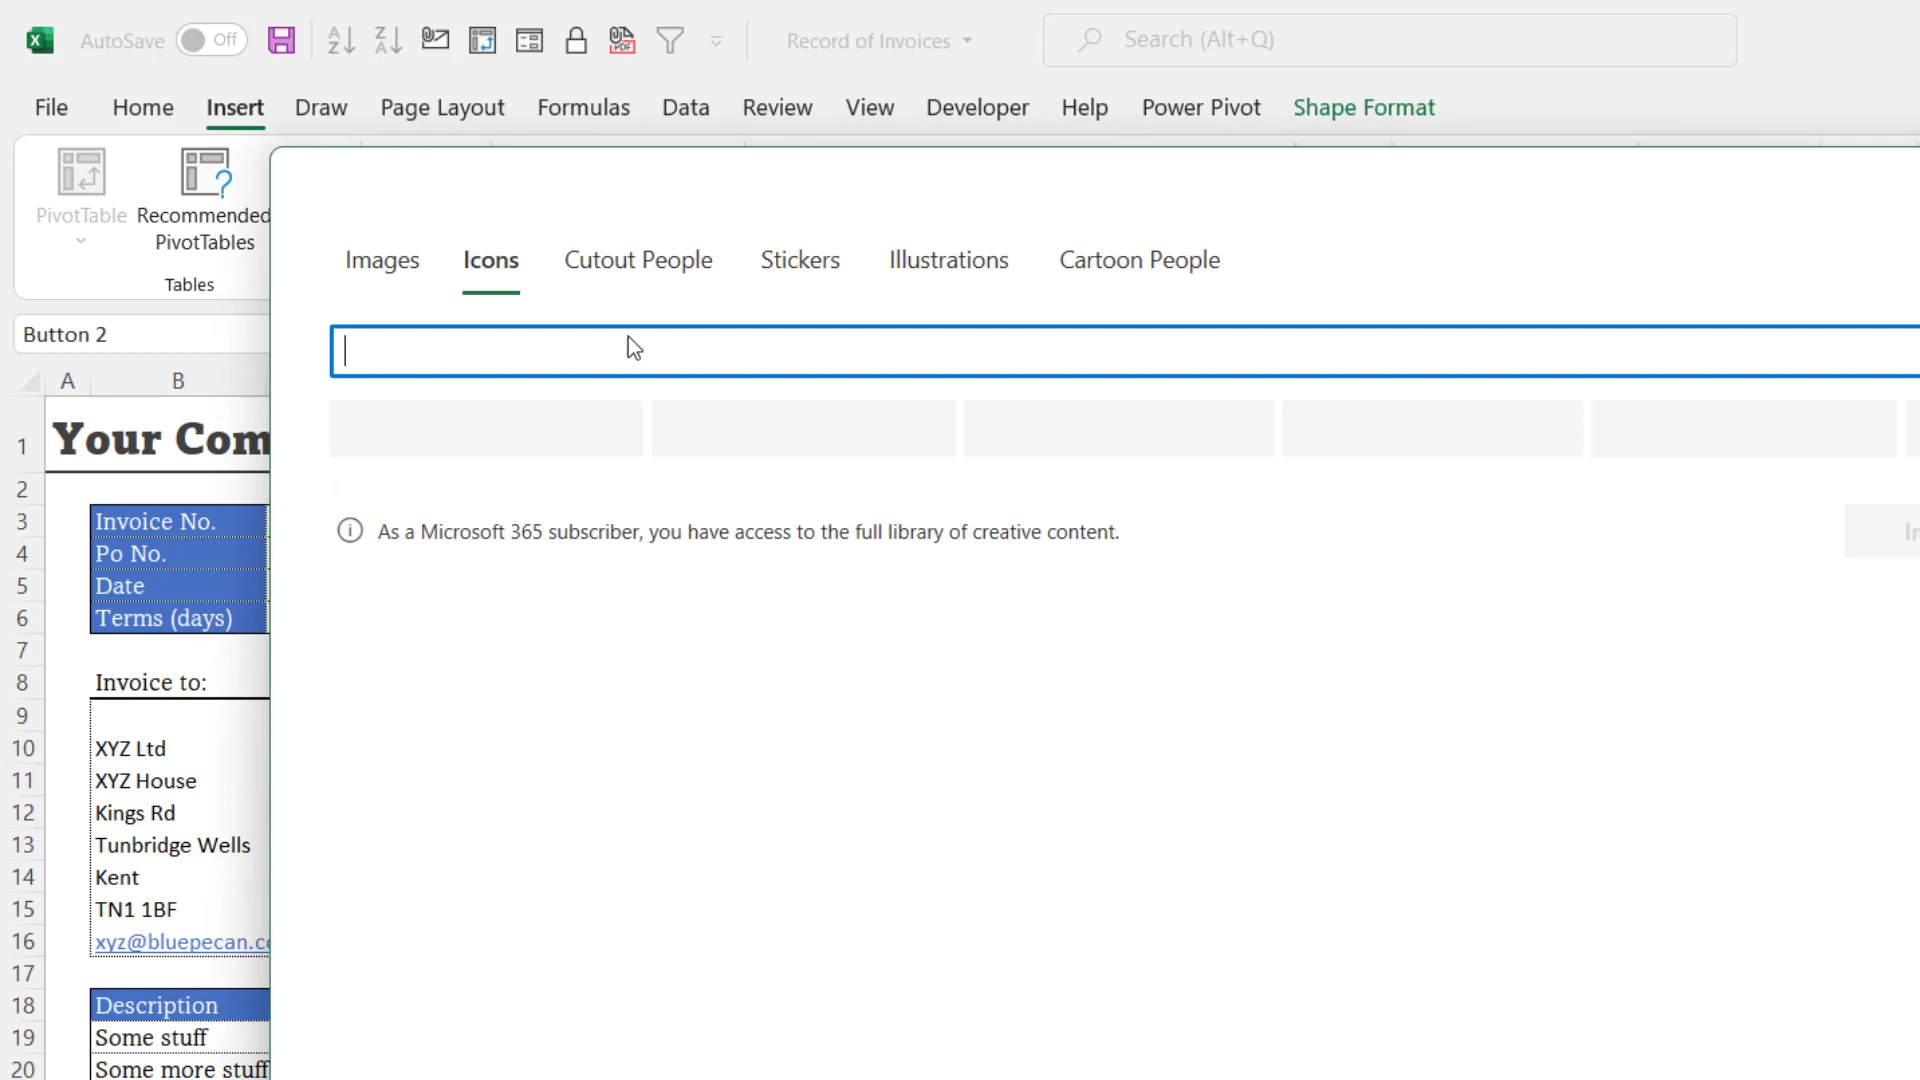 AutoSave Off Record of Invoices Search (Alt+Q)
File Home Insert Draw Page Layout Formulas Data Review View Developer Help Power Pivot Shape Format
PivotTable
Recommended
PivotTables
Tables
Images Icons Cutout People Stickers Illustrations Cartoon People
Button 2
As a Microsoft 365 subscriber, you have access to the full library of creative content.
A B
1 Your Com
2
3 Invoice No.
4 Po No.
5 Date
6 Terms (days)
7
8 Invoice to:
9
10 XYZ Ltd
11 XYZ House
12 Kings Rd
13 Tunbridge Wells
14 Kent
15 TN1 1BF
16 xyz@bluepecan.c
17
18 Description
19 Some stuff
20 Some more stuff